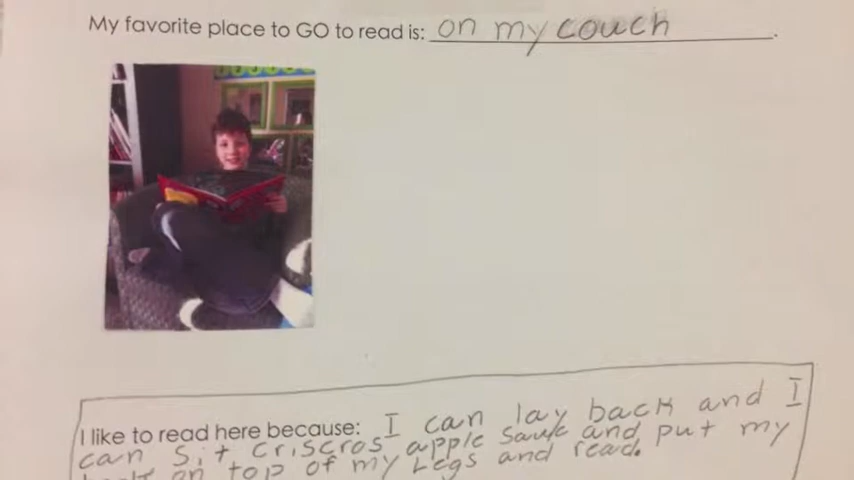 My favorite place to GO to read is: on my couch.
I like to read here because: I can lay back and I
can sit criscros apple sauc and put my
on top of my Legs and read.